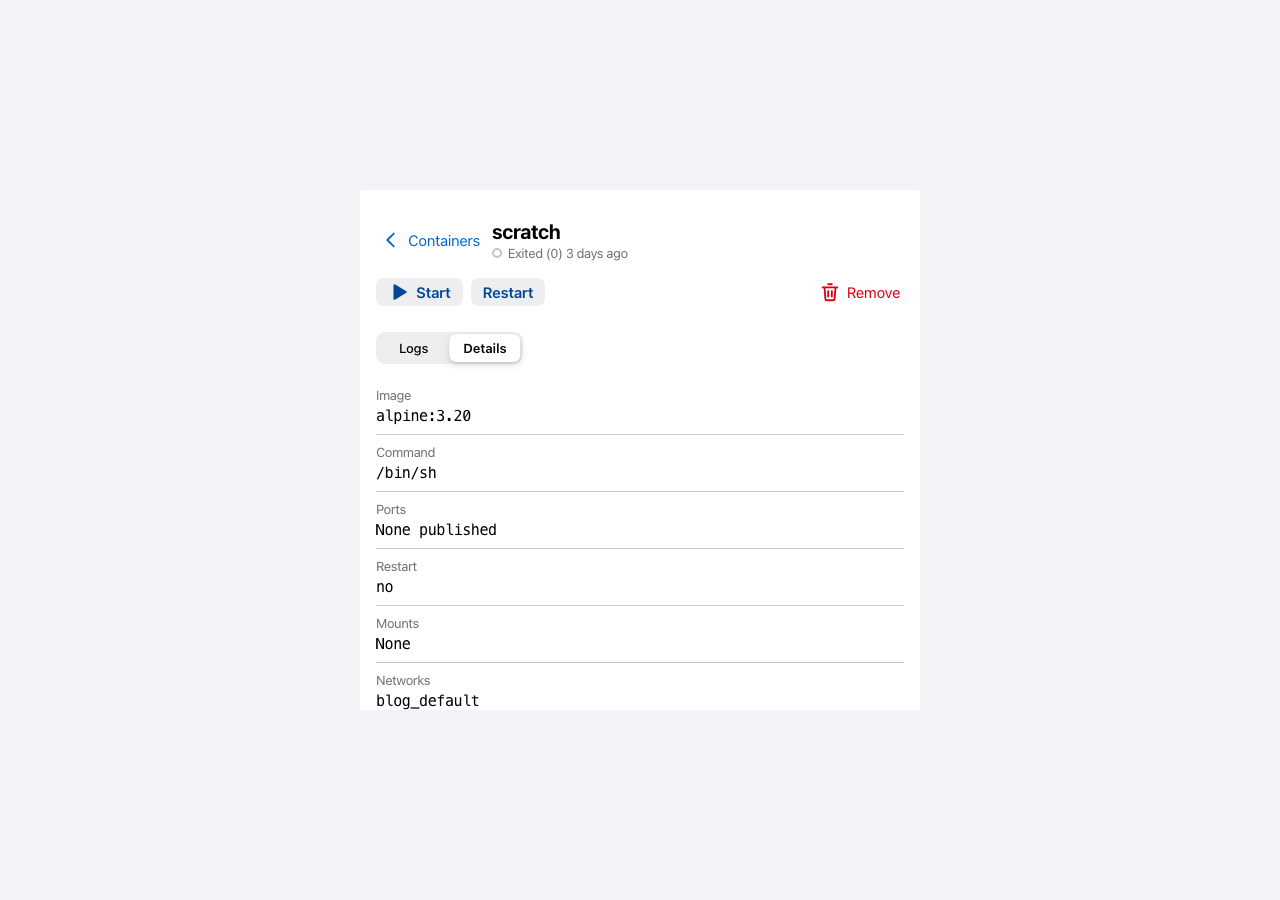 Containers
scratch
Exited (0) 3 days ago
Start
Restart
Remove
Logs
Details
Image
alpine:3.20
Command
/bin/sh
Ports
None published
Restart
no
Mounts
None
Networks
blog_default